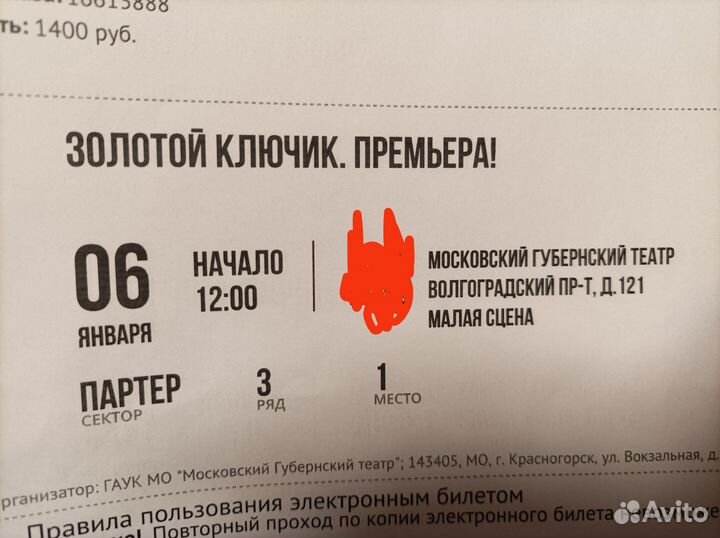 16615888
ть: 1400 руб.
ЗОЛОТОЙ КЛЮЧИК. ПРЕМЬЕРА!
06
ЯНВАРЯ
НАЧАЛО
12:00
МОСКОВСКИЙ ГУБЕРНСКИЙ ТЕАТР
ВОЛГОГРАДСКИЙ ПР-Т, Д.121
МАЛАЯ СЦЕНА
ПАРТЕР
СЕКТОР
3
РЯД
1
МЕСТО
рганизатор: ГАУК МО "Московский Губернский театр"; 143405, МО, г. Красногорск, ул. Вокзальная, д.
Правила пользования электронным билетом
Повторный проход по копии электронного билета
Avito